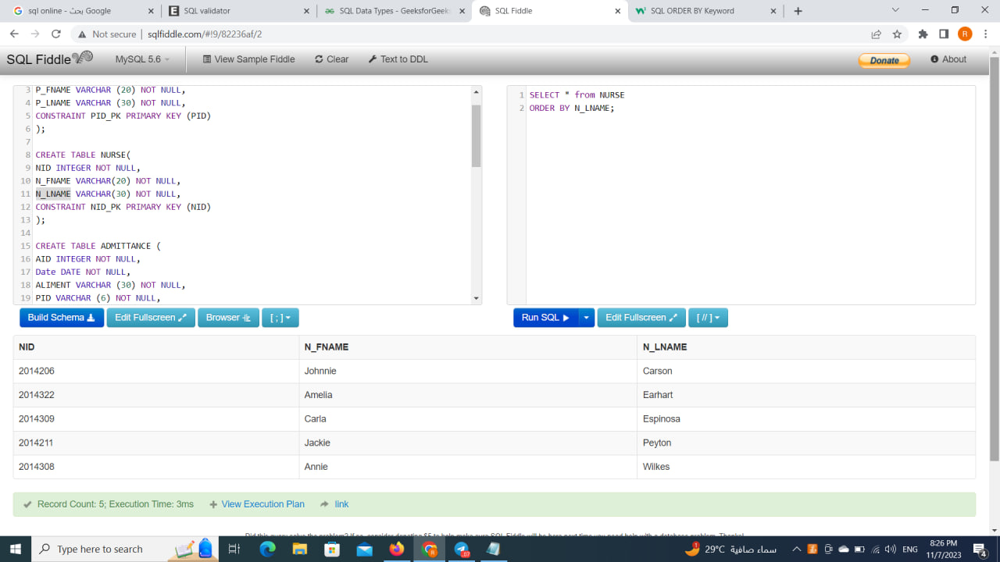 sql online - بحث Google
SQL validator
SQL Data Types - GeeksforGeeks
SQL Fiddle
SQL ORDER BY Keyword
Not secure | sqlfiddle.com/#!9/82236af/2
SQL Fiddle
MySQL 5.6
View Sample Fiddle
Clear
Text to DDL
Donate
About
3 P_FNAME VARCHAR (20) NOT NULL,
4 P_LNAME VARCHAR (30) NOT NULL,
5 CONSTRAINT PID_PK PRIMARY KEY (PID)
6 );
7
8 CREATE TABLE NURSE(
9 NID INTEGER NOT NULL,
10 N_FNAME VARCHAR(20) NOT NULL,
11 N_LNAME VARCHAR(30) NOT NULL,
12 CONSTRAINT NID_PK PRIMARY KEY (NID)
13 );
14
15 CREATE TABLE ADMITTANCE (
16 AID INTEGER NOT NULL,
17 Date DATE NOT NULL,
18 ALIMENT VARCHAR (30) NOT NULL,
19 PID VARCHAR (6) NOT NULL,
1 SELECT * from NURSE
2 ORDER BY N_LNAME;
Build Schema
Edit Fullscreen
Browser
[ ; ]
Run SQL
Edit Fullscreen
[ // ]
NID N_FNAME N_LNAME
2014206 Johnnie Carson
2014322 Amelia Earhart
2014309 Carla Espinosa
2014211 Jackie Peyton
2014308 Annie Wilkes
Record Count: 5; Execution Time: 3ms
View Execution Plan
link
Type here to search
29°C سماء صافية
ENG
8:26 PM
11/7/2023
4